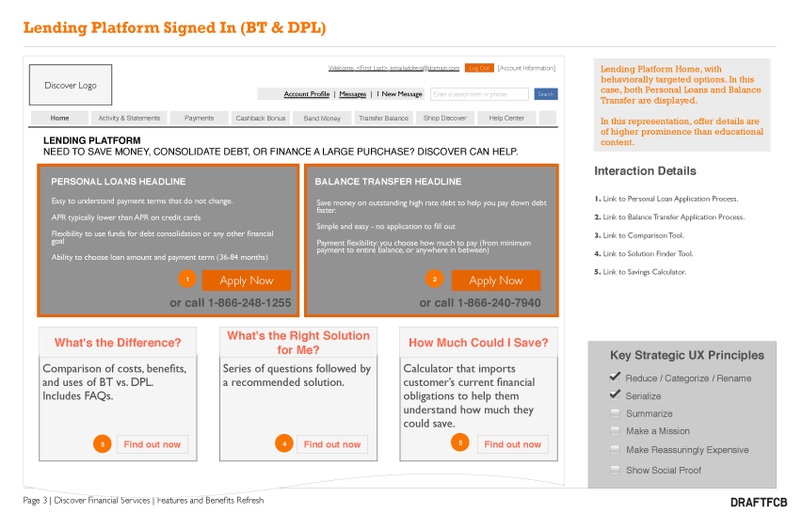 Lending Platform Signed In (BT & DPL)
Welcome, <First Last>, emailaddress@domain.com Log Out [Account Information]
Discover Logo
Account Profile | Messages | 1 New Message Enter a search term or phrase Search
Home Activity & Statements Payments Cashback Bonus Send Money Transfer Balance Shop Discover Help Center
LENDING PLATFORM
NEED TO SAVE MONEY, CONSOLIDATE DEBT, OR FINANCE A LARGE PURCHASE? DISCOVER CAN HELP.
PERSONAL LOANS HEADLINE
Easy to understand payment terms that do not change.
APR typically lower than APR on credit cards
Flexibility to use funds for debt consolidation or any other financial
goal
Ability to choose loan amount and payment term (36-84 months)
1 Apply Now
or call 1-866-248-1255
BALANCE TRANSFER HEADLINE
Save money on outstanding high rate debt to help you pay down debt
faster.
Simple and easy - no application to fill out
Payment flexibility: you choose how much to pay (from minimum
payment to entire balance, or anywhere in between)
2 Apply Now
or call 1-866-240-7940
What's the Difference?
Comparison of costs, benefits,
and uses of BT vs. DPL.
Includes FAQs.
3 Find out now
What's the Right Solution
for Me?
Series of questions followed by
a recommended solution.
4 Find out now
How Much Could I Save?
Calculator that imports
customer's current financial
obligations to help them
understand how much they
could save.
5 Find out now
Lending Platform Home, with
behaviorally targeted options. In this
case, both Personal Loans and Balance
Transfer are displayed.
In this representation, offer details are
of higher prominence than educational
content.
Interaction Details
1. Link to Personal Loan Application Process.
2. Link to Balance Transfer Application Process.
3. Link to Comparison Tool.
4. Link to Solution Finder Tool.
5. Link to Savings Calculator.
Key Strategic UX Principles
Reduce / Categorize / Rename
Serialize
Summarize
Make a Mission
Make Reassuringly Expensive
Show Social Proof
Page 3 | Discover Financial Services | Features and Benefits Refresh
DRAFTFCB